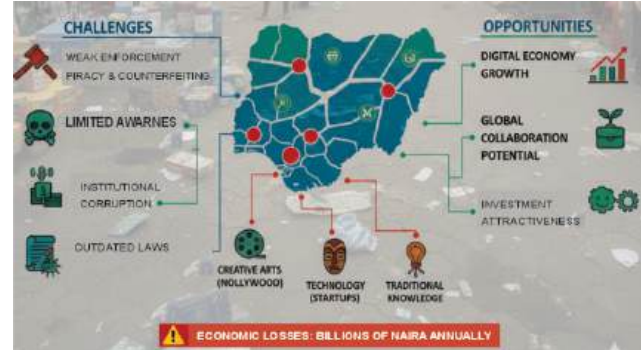 CHALLENGES
WEAK ENFORCEMENT
PIRACY & COUNTERFEITING
LIMITED AWARNES
INSTITUTIONAL
CORRUPTION
OUTDATED LAWS
OPPORTUNITIES
DIGITAL ECONOMY
GROWTH
GLOBAL
COLLABORATION
POTENTIAL
INVESTMENT
ATTRACTIVENESS
CREATIVE ARTS
(NOLLYWOOD)
TECHNOLOGY
(STARTUPS)
TRADITIONAL
KNOWLEDGE
ECONOMIC LOSSES: BILLIONS OF NAIRA ANNUALLY